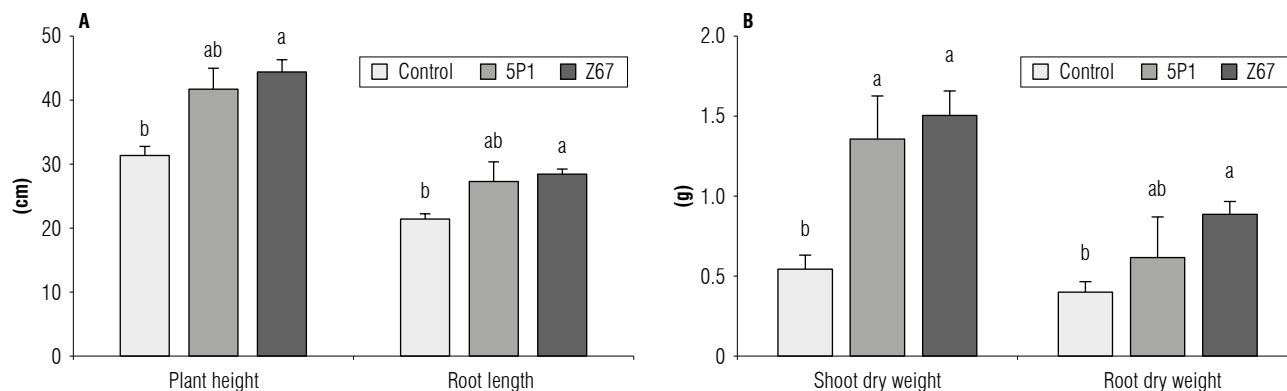 A
(cm)
50
40
30
20
10
0
b
ab
a
b
ab
a
Control
5P1
Z67
Plant height
Root length
B
(g)
2.0
1.5
1.0
0.5
0
b
a
a
b
ab
a
Control
5P1
Z67
Shoot dry weight
Root dry weight